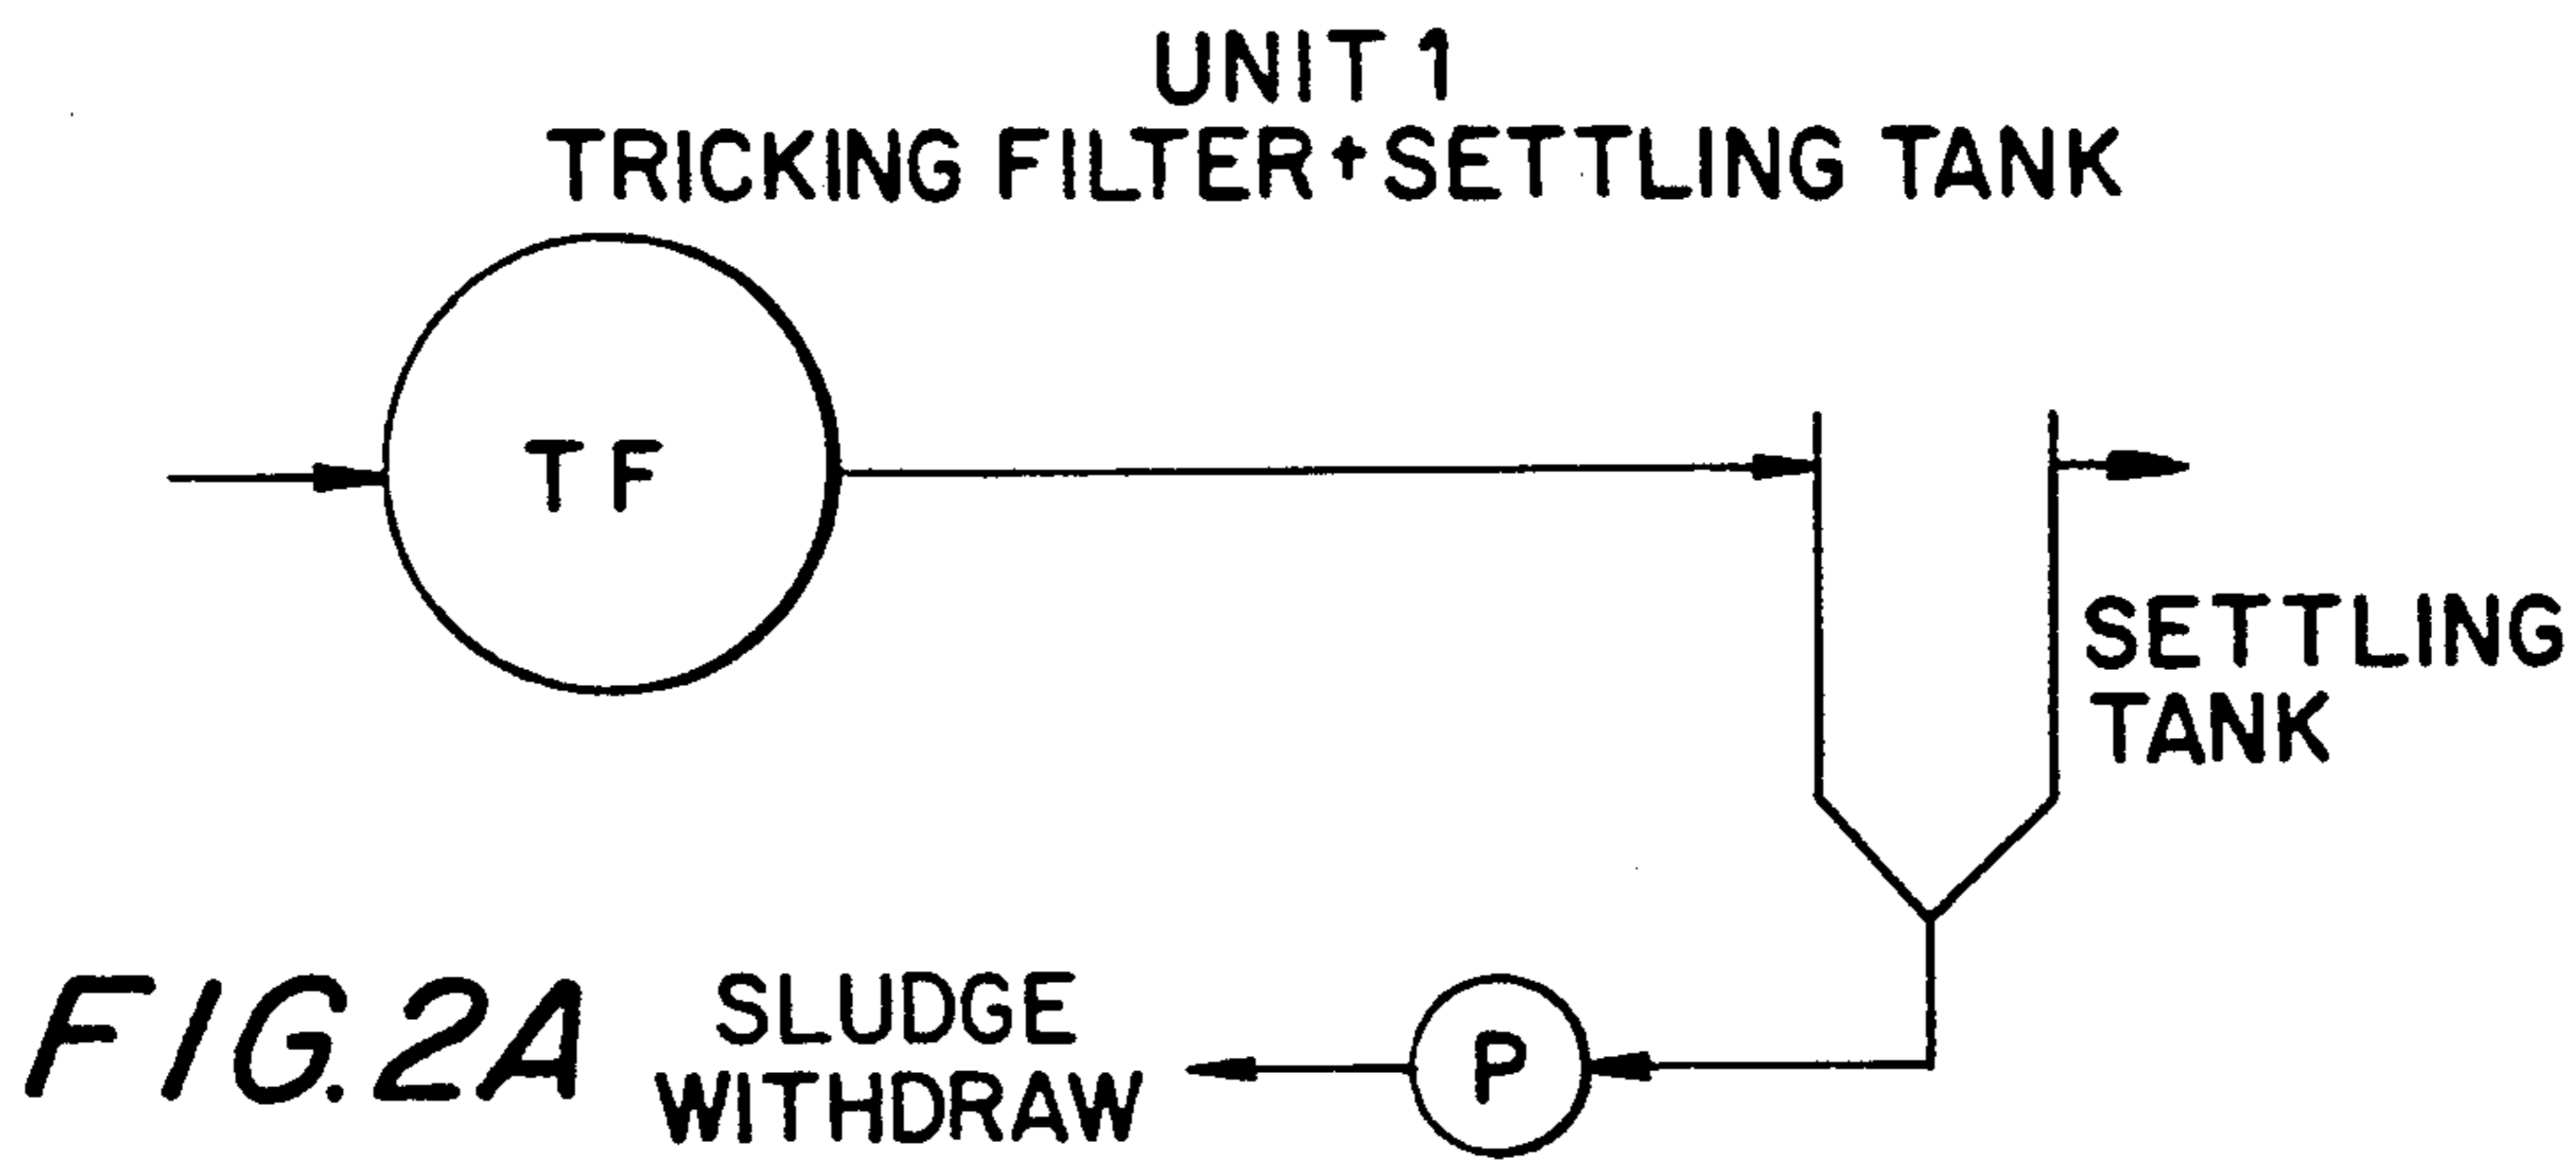 UNIT 1
TRICKING FILTER+SETTLING TANK
TF
SETTLING
TANK
P
FIG. 2A
SLUDGE
WITHDRAW